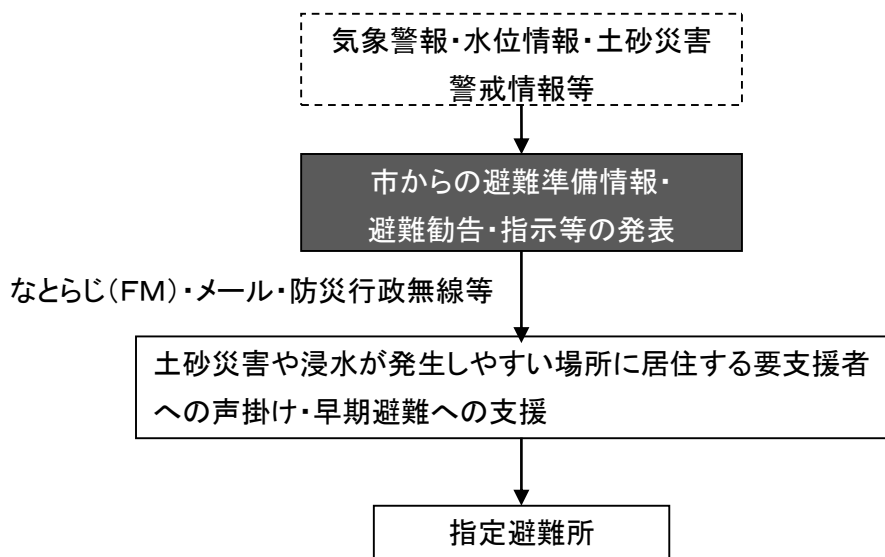 気象警報・水位情報・土砂災害
警戒情報等
市からの避難準備情報・
避難勧告・指示等の発表
なとらじ（ＦＭ）・メール・防災行政無線等
土砂災害や浸水が発生しやすい場所に居住する要支援者
への声掛け・早期避難への支援
指定避難所